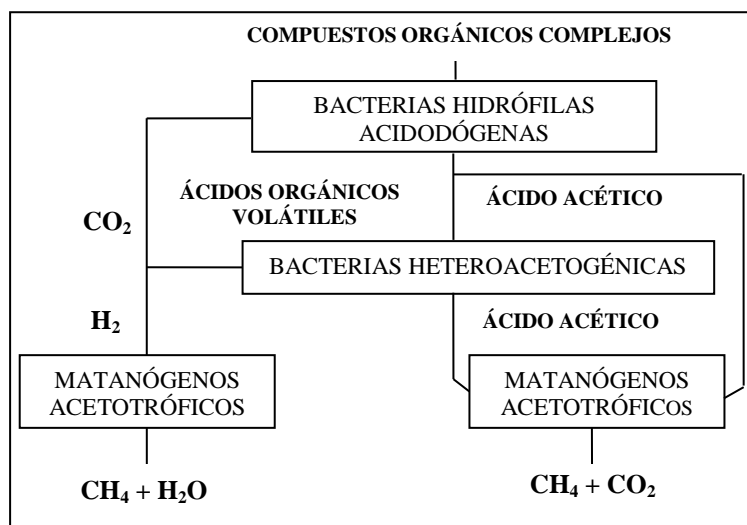 COMPUESTOS ORGÁNICOS COMPLEJOS
BACTERIAS HIDRÓFILAS
ACIDODÓGENAS
ÁCIDOS ORGÁNICOS
VOLÁTILES
ÁCIDO ACÉTICO
CO₂
BACTERIAS HETEROACETOGÉNICAS
H₂
ÁCIDO ACÉTICO
MATANÓGENOS
ACETOTRÓFICOS
MATANÓGENOS
ACETOTRÓFICOS
CH₄ + H₂O
CH₄ + CO₂